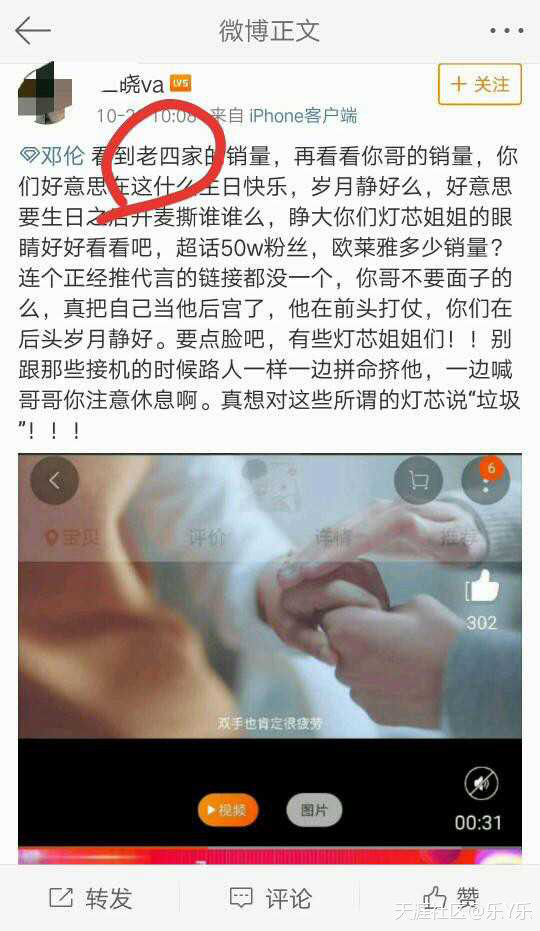 微博正文
二晓va LV5
+ 关注
10-2 10:08 来自 iPhone客户端
邓伦 看到老四家的销量，再看看你哥的销量，你
们好意思在这什么生日快乐，岁月静好么，好意思
要生日之后开麦撕谁谁么，睁大你们灯芯姐姐的眼
睛好好看看吧，超话50w粉丝，欧莱雅多少销量？
连个正经推代言的链接都没一个，你哥不要面子的
么，真把自己当他后宫了，他在前头打仗，你们在
后头岁月静好。要点脸吧，有些灯芯姐姐们！！别
跟那些接机的时候路人一样一边拼命挤他，一边喊
哥哥你注意休息啊。真想对这些所谓的灯芯说“垃圾
”！！！
6
宝贝 评价 详情 推荐
302
双手也肯定很疲劳
视频 图片
00:31
转发 评论 赞
天涯社区@乐丫乐